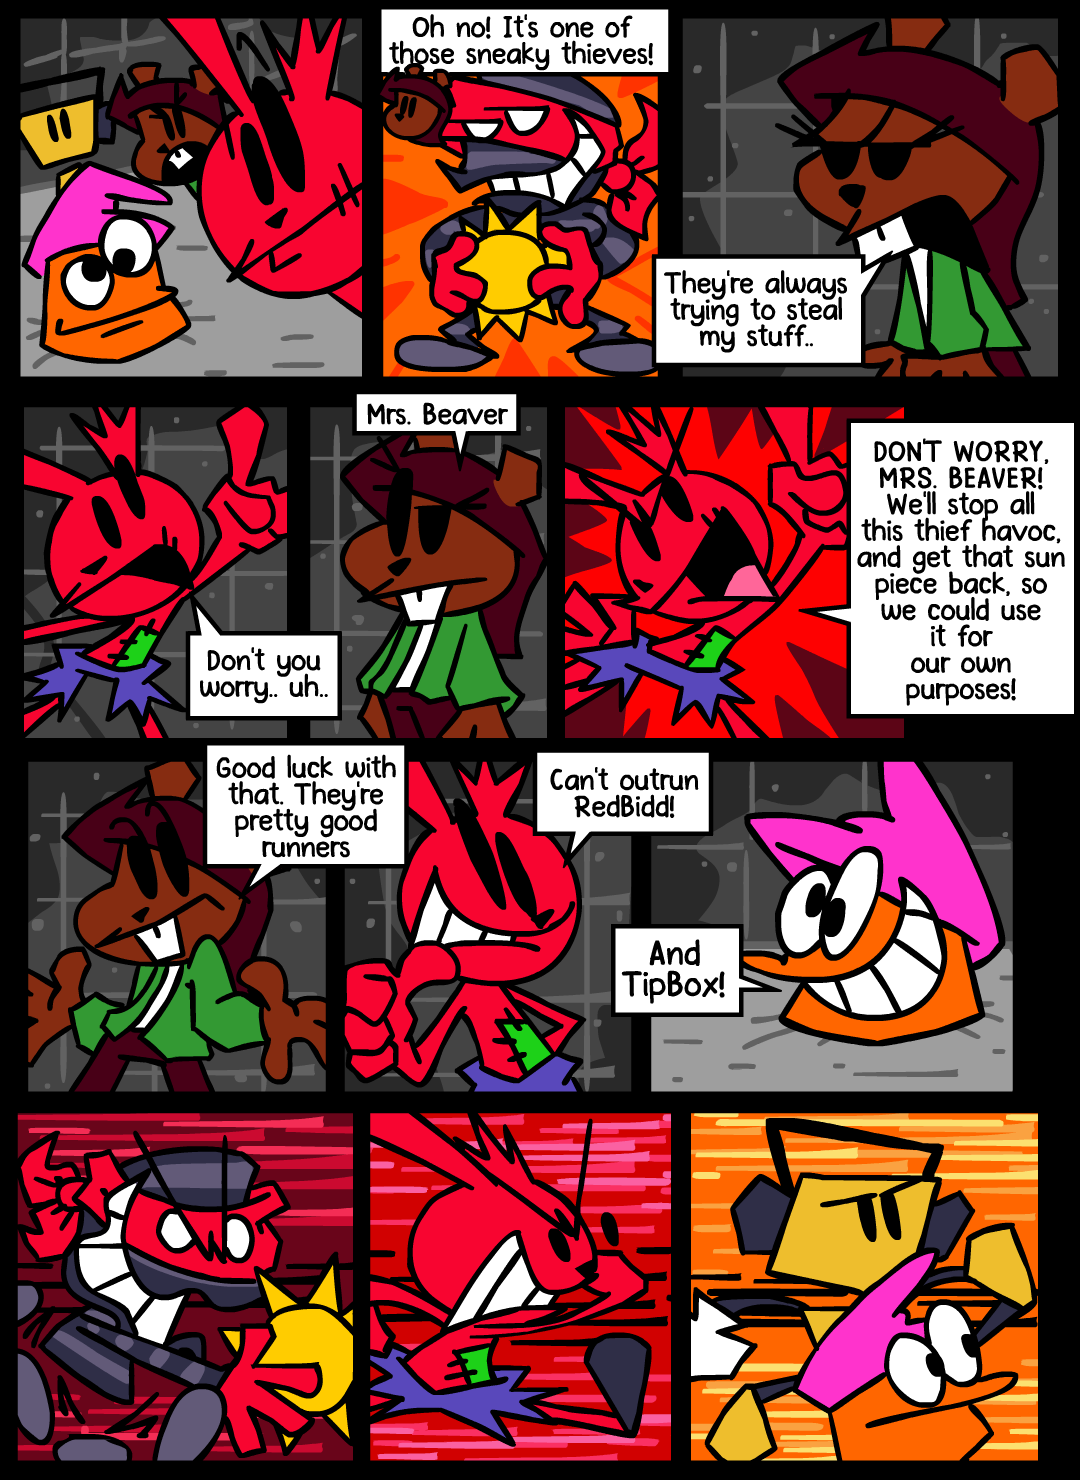 Oh no! It's one of
those sneaky thieves!
They're always
trying to steal
my stuff..
Don't you
worry.. uh..
Mrs. Beaver
DON'T WORRY,
MRS. BEAVER!
We'll stop all
this thief havoc,
and get that sun
piece back, so
we could use
it for
our own
purposes!
Good luck with
that. They're
pretty good
runners
Can't outrun
RedBidd!
And
TipBox!